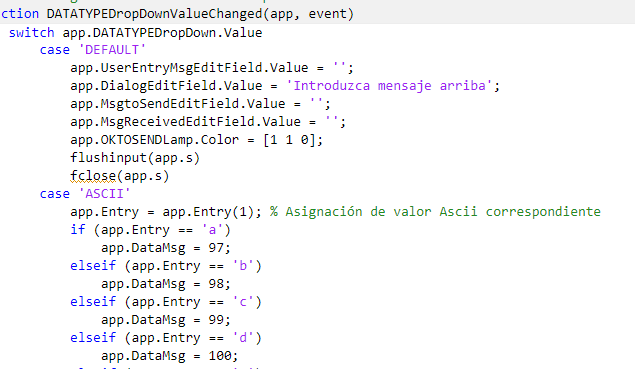 ction DATATYPEDropDownValueChanged(app, event)
switch app.DATATYPEDropDown.Value
case 'DEFAULT'
app.UserEntryMsgEditField.Value = '';
app.DialogEditField.Value = 'Introduzca mensaje arriba';
app.MsgtoSendEditField.Value = '';
app.MsgReceivedEditField.Value = '';
app.OKTOSENDLamp.Color = [1 1 0];
flushinput(app.s)
fclose(app.s)
case 'ASCII'
app.Entry = app.Entry(1); % Asignación de valor Ascii correspondiente
if (app.Entry == 'a')
app.DataMsg = 97;
elseif (app.Entry == 'b')
app.DataMsg = 98;
elseif (app.Entry == 'c')
app.DataMsg = 99;
elseif (app.Entry == 'd')
app.DataMsg = 100;